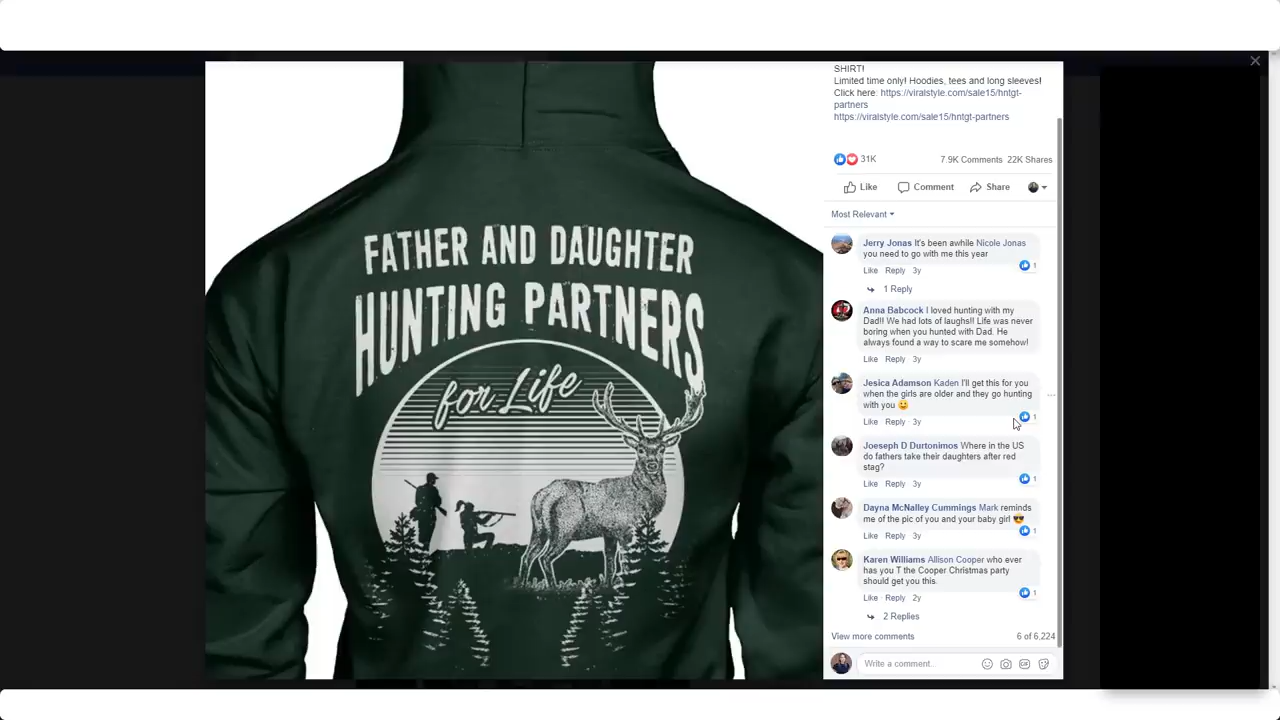 FATHER AND DAUGHTER
HUNTING PARTNERS
for Life
SHIRT!
Limited time only! Hoodies, tees and long sleeves!
Click here: https://viralstyle.com/sale15/hntgt-
partners
https://viralstyle.com/sale15/hntgt-partners
31K 7.9K Comments 22K Shares
Like Comment Share
Most Relevant
Jerry Jonas It's been awhile Nicole Jonas
you need to go with me this year
1
Like Reply 3y
1 Reply
Anna Babcock I loved hunting with my
Dad!! We had lots of laughs!! Life was never
boring when you hunted with Dad. He
always found a way to scare me somehow!
Like Reply 3y
Jesica Adamson Kaden I'll get this for you
when the girls are older and they go hunting
with you 😀
1
Like Reply 3y
Joeseph D Durtonimos Where in the US
do fathers take their daughters after red
stag?
1
Like Reply 3y
Dayna McNalley Cummings Mark reminds
me of the pic of you and your baby girl 😎
1
Like Reply 3y
Karen Williams Allison Cooper who ever
has you T the Cooper Christmas party
should get you this.
1
Like Reply 2y
2 Replies
View more comments 6 of 6,224
Write a comment...
GIF